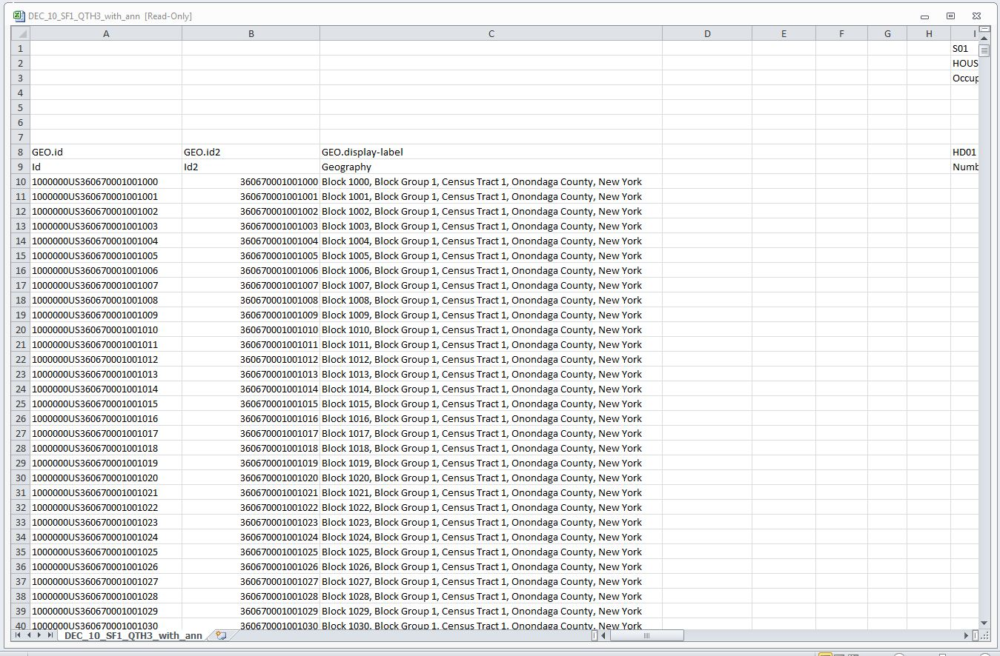 DEC_10_SF1_QTH3_with_ann [Read-Only]
A B C D E F G H I
1 S01
2 HOUS
3 Occup
4
5
6
7
8 GEO.id GEO.id2 GEO.display-label HD01
9 Id Id2 Geography Numb
10 1000000US360670001001000 360670001001000 Block 1000, Block Group 1, Census Tract 1, Onondaga County, New York
11 1000000US360670001001001 360670001001001 Block 1001, Block Group 1, Census Tract 1, Onondaga County, New York
12 1000000US360670001001002 360670001001002 Block 1002, Block Group 1, Census Tract 1, Onondaga County, New York
13 1000000US360670001001003 360670001001003 Block 1003, Block Group 1, Census Tract 1, Onondaga County, New York
14 1000000US360670001001004 360670001001004 Block 1004, Block Group 1, Census Tract 1, Onondaga County, New York
15 1000000US360670001001005 360670001001005 Block 1005, Block Group 1, Census Tract 1, Onondaga County, New York
16 1000000US360670001001006 360670001001006 Block 1006, Block Group 1, Census Tract 1, Onondaga County, New York
17 1000000US360670001001007 360670001001007 Block 1007, Block Group 1, Census Tract 1, Onondaga County, New York
18 1000000US360670001001008 360670001001008 Block 1008, Block Group 1, Census Tract 1, Onondaga County, New York
19 1000000US360670001001009 360670001001009 Block 1009, Block Group 1, Census Tract 1, Onondaga County, New York
20 1000000US360670001001010 360670001001010 Block 1010, Block Group 1, Census Tract 1, Onondaga County, New York
21 1000000US360670001001011 360670001001011 Block 1011, Block Group 1, Census Tract 1, Onondaga County, New York
22 1000000US360670001001012 360670001001012 Block 1012, Block Group 1, Census Tract 1, Onondaga County, New York
23 1000000US360670001001013 360670001001013 Block 1013, Block Group 1, Census Tract 1, Onondaga County, New York
24 1000000US360670001001014 360670001001014 Block 1014, Block Group 1, Census Tract 1, Onondaga County, New York
25 1000000US360670001001015 360670001001015 Block 1015, Block Group 1, Census Tract 1, Onondaga County, New York
26 1000000US360670001001016 360670001001016 Block 1016, Block Group 1, Census Tract 1, Onondaga County, New York
27 1000000US360670001001017 360670001001017 Block 1017, Block Group 1, Census Tract 1, Onondaga County, New York
28 1000000US360670001001018 360670001001018 Block 1018, Block Group 1, Census Tract 1, Onondaga County, New York
29 1000000US360670001001019 360670001001019 Block 1019, Block Group 1, Census Tract 1, Onondaga County, New York
30 1000000US360670001001020 360670001001020 Block 1020, Block Group 1, Census Tract 1, Onondaga County, New York
31 1000000US360670001001021 360670001001021 Block 1021, Block Group 1, Census Tract 1, Onondaga County, New York
32 1000000US360670001001022 360670001001022 Block 1022, Block Group 1, Census Tract 1, Onondaga County, New York
33 1000000US360670001001023 360670001001023 Block 1023, Block Group 1, Census Tract 1, Onondaga County, New York
34 1000000US360670001001024 360670001001024 Block 1024, Block Group 1, Census Tract 1, Onondaga County, New York
35 1000000US360670001001025 360670001001025 Block 1025, Block Group 1, Census Tract 1, Onondaga County, New York
36 1000000US360670001001026 360670001001026 Block 1026, Block Group 1, Census Tract 1, Onondaga County, New York
37 1000000US360670001001027 360670001001027 Block 1027, Block Group 1, Census Tract 1, Onondaga County, New York
38 1000000US360670001001028 360670001001028 Block 1028, Block Group 1, Census Tract 1, Onondaga County, New York
39 1000000US360670001001029 360670001001029 Block 1029, Block Group 1, Census Tract 1, Onondaga County, New York
40 1000000US360670001001030 360670001001030 Block 1030, Block Group 1, Census Tract 1, Onondaga County, New York
DEC_10_SF1_QTH3_with_ann